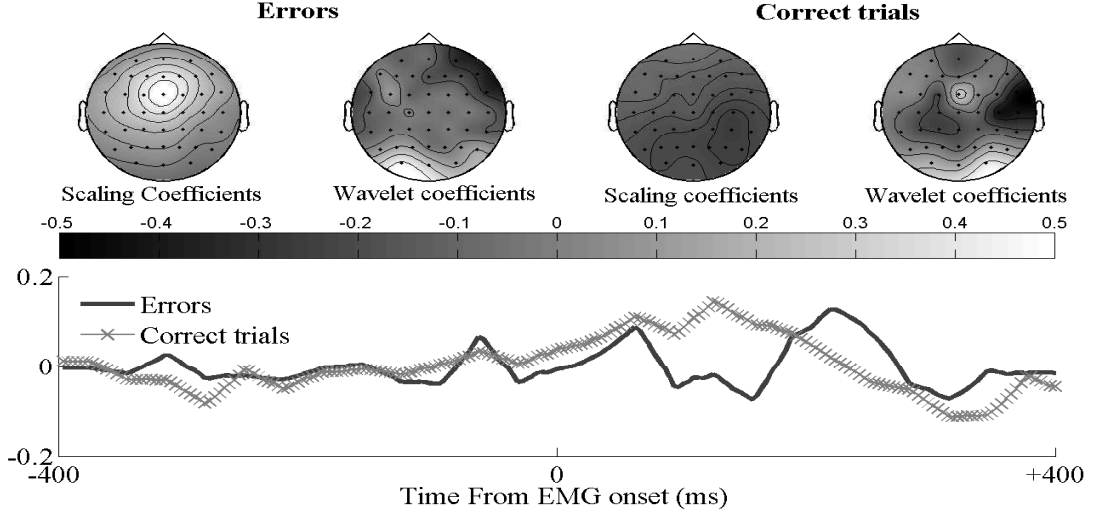 Errors Correct trials
Scaling Coefficients Wavelet coefficients Scaling coefficients Wavelet coefficients
-0.5 -0.4 -0.3 -0.2 -0.1 0 0.1 0.2 0.3 0.4 0.5
0.2
Errors
Correct trials
0
-0.2
-400 0 +400
Time From EMG onset (ms)